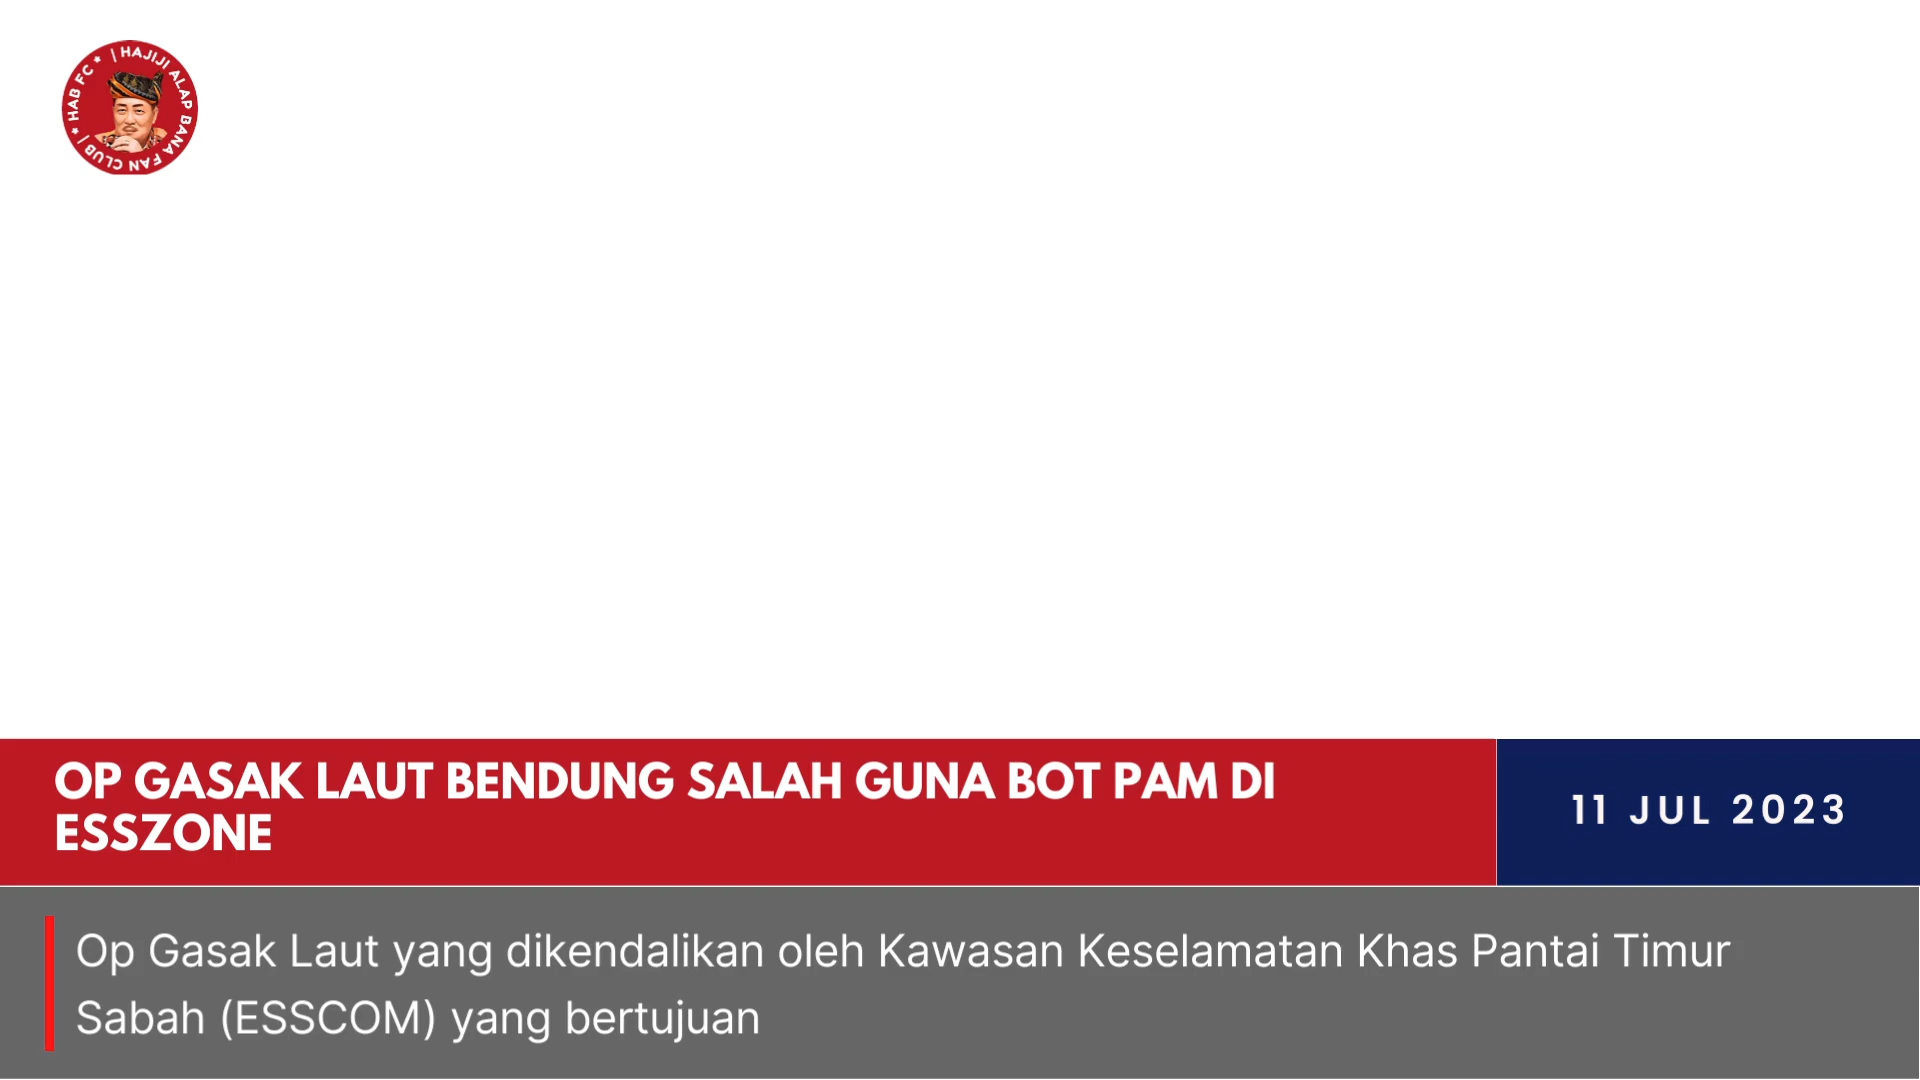 | HAJIJI ALAP BANA FAN CLUB | * HAB FC *
OP GASAK LAUT BENDUNG SALAH GUNA BOT PAM DI
ESSZONE
11 JUL 2023
Op Gasak Laut yang dikendalikan oleh Kawasan Keselamatan Khas Pantai Timur
Sabah (ESSCOM) yang bertujuan